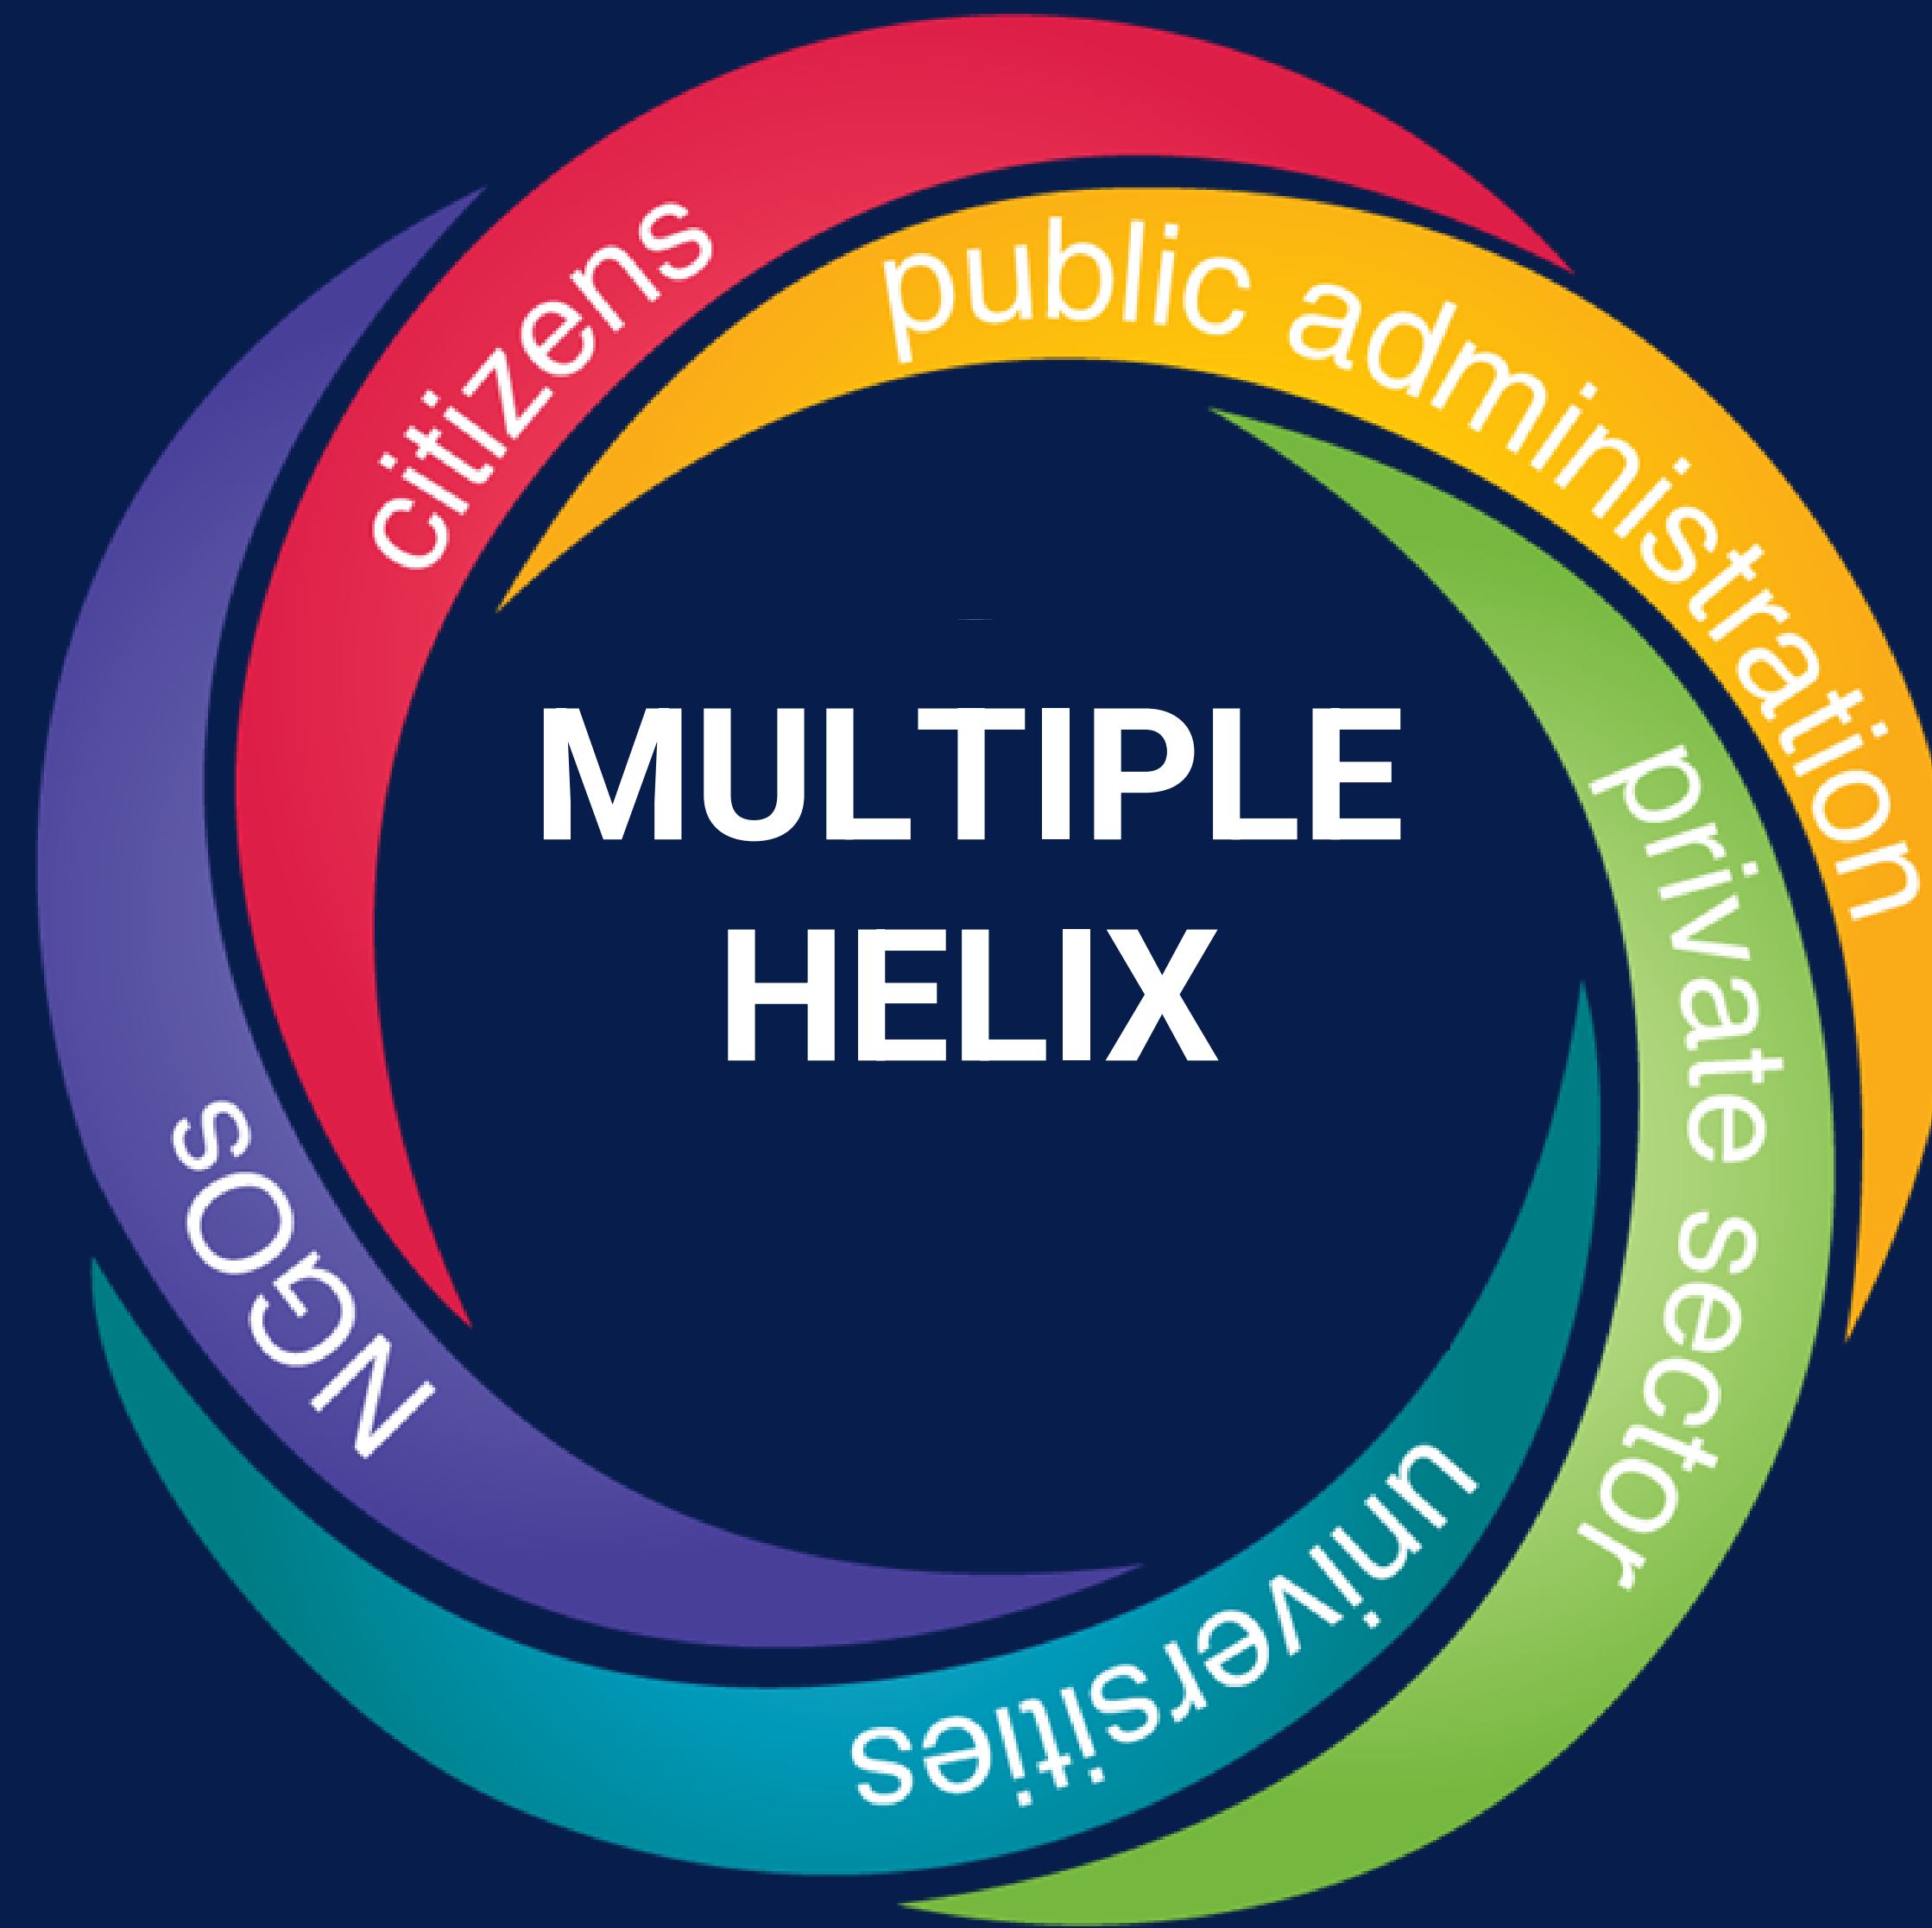 citizens
public administration
private sector
universities
NGOs
MULTIPLE
HELIX